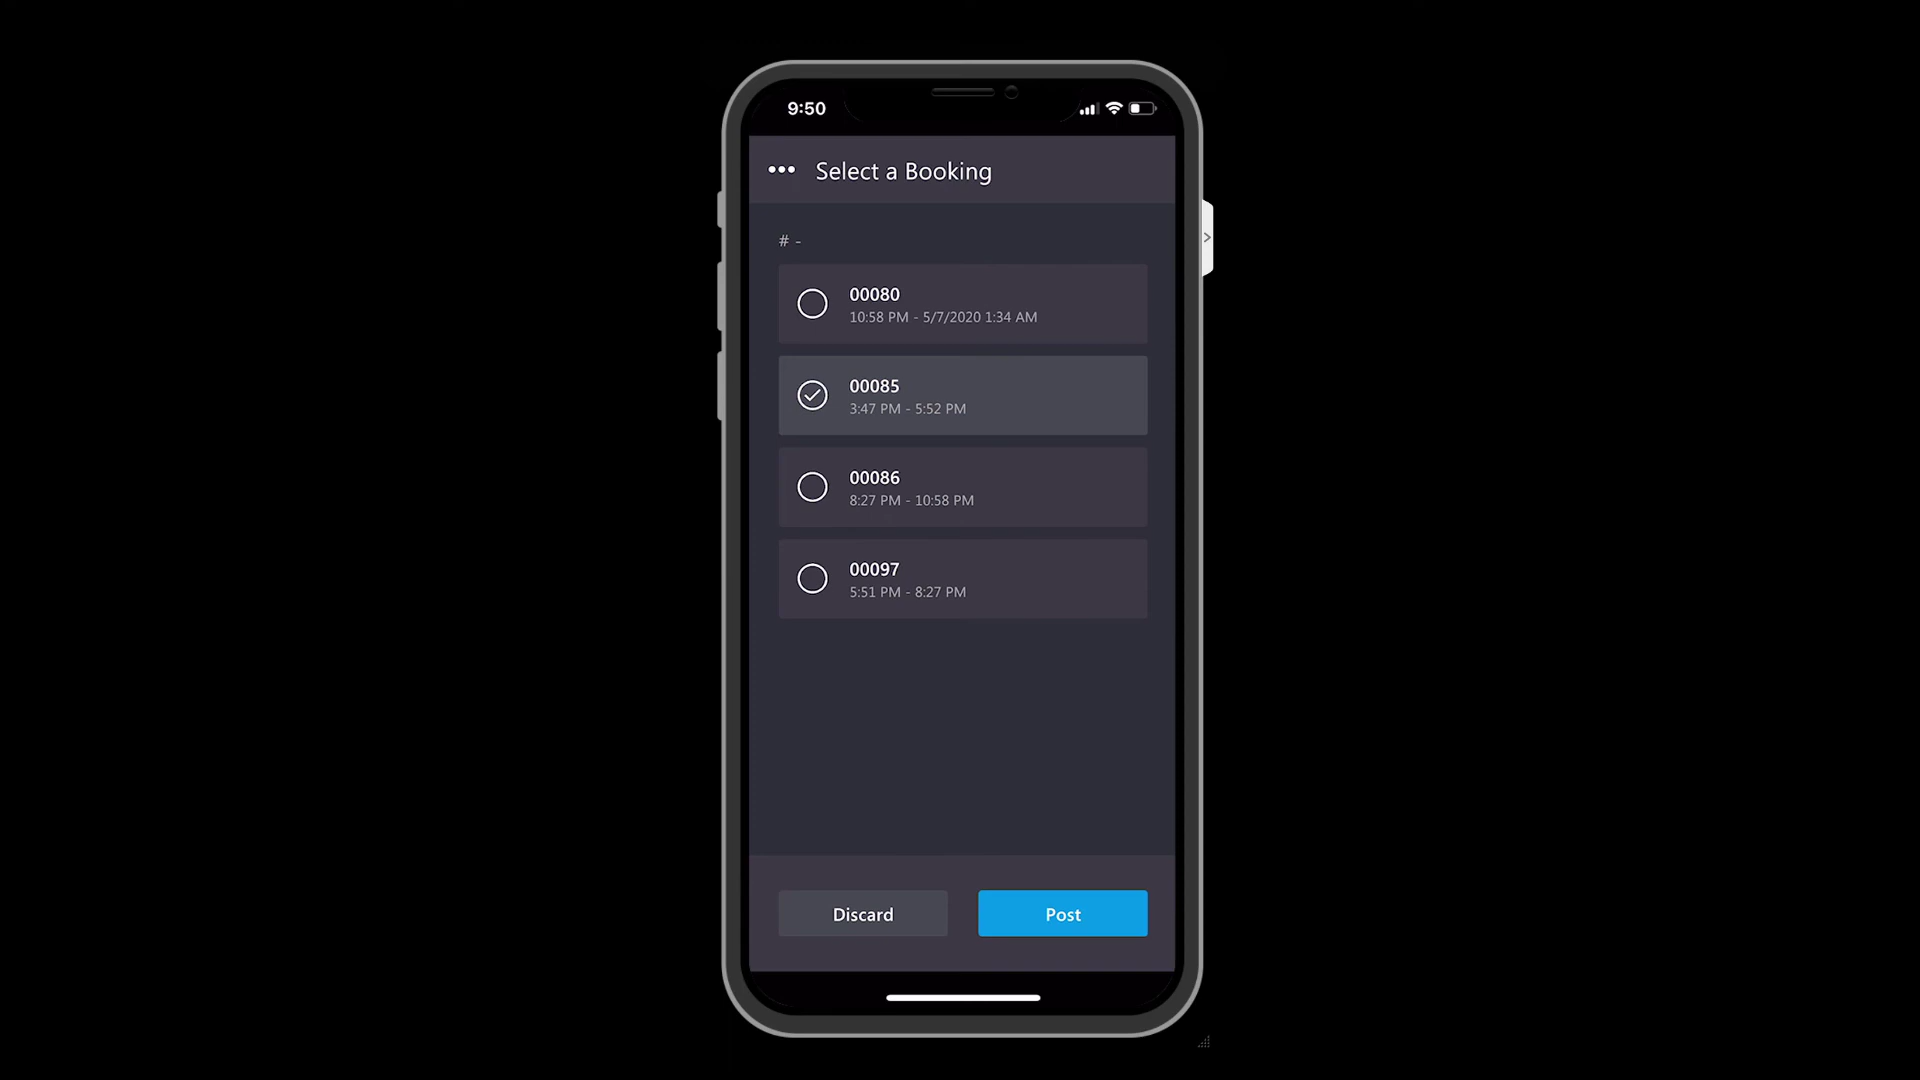 9:50
Select a Booking
# -
00080
10:58 PM - 5/7/2020 1:34 AM
00085
3:47 PM - 5:52 PM
00086
8:27 PM - 10:58 PM
00097
5:51 PM - 8:27 PM
Discard
Post